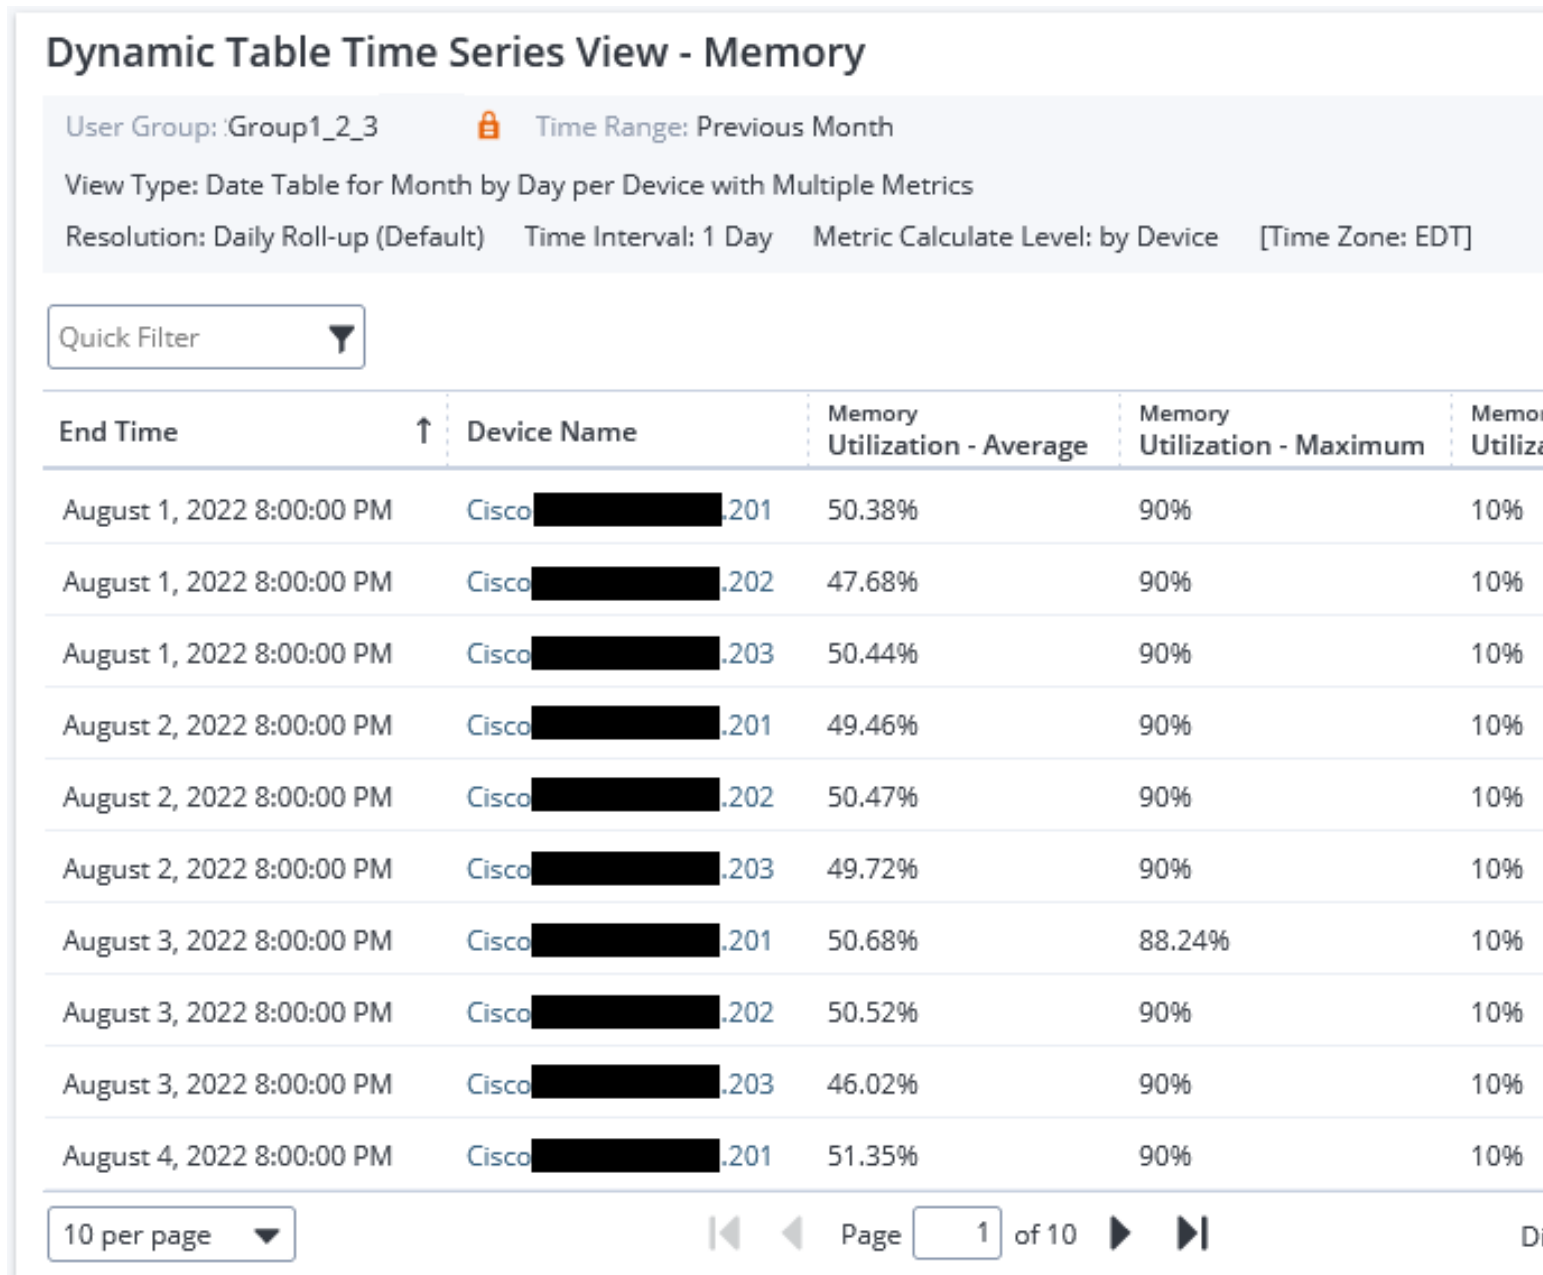 Dynamic Table Time Series View - Memory
User Group: Group1_2_3 Time Range: Previous Month
View Type: Date Table for Month by Day per Device with Multiple Metrics
Resolution: Daily Roll-up (Default) Time Interval: 1 Day Metric Calculate Level: by Device [Time Zone: EDT]
Quick Filter
End Time ↑ Device Name Memory Utilization - Average Memory Utilization - Maximum
August 1, 2022 8:00:00 PM Cisco .201 50.38% 90% 10%
August 1, 2022 8:00:00 PM Cisco .202 47.68% 90% 10%
August 1, 2022 8:00:00 PM Cisco .203 50.44% 90% 10%
August 2, 2022 8:00:00 PM Cisco .201 49.46% 90% 10%
August 2, 2022 8:00:00 PM Cisco .202 50.47% 90% 10%
August 2, 2022 8:00:00 PM Cisco .203 49.72% 90% 10%
August 3, 2022 8:00:00 PM Cisco .201 50.68% 88.24% 10%
August 3, 2022 8:00:00 PM Cisco .202 50.52% 90% 10%
August 3, 2022 8:00:00 PM Cisco .203 46.02% 90% 10%
August 4, 2022 8:00:00 PM Cisco .201 51.35% 90% 10%
10 per page Page 1 of 10